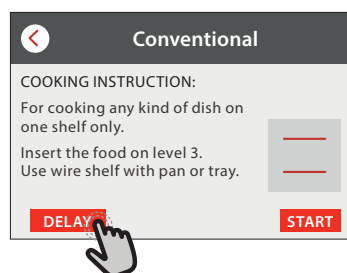 Conventional
COOKING INSTRUCTION:
For cooking any kind of dish on
one shelf only.
Insert the food on level 3.
Use wire shelf with pan or tray.
DELAY
START